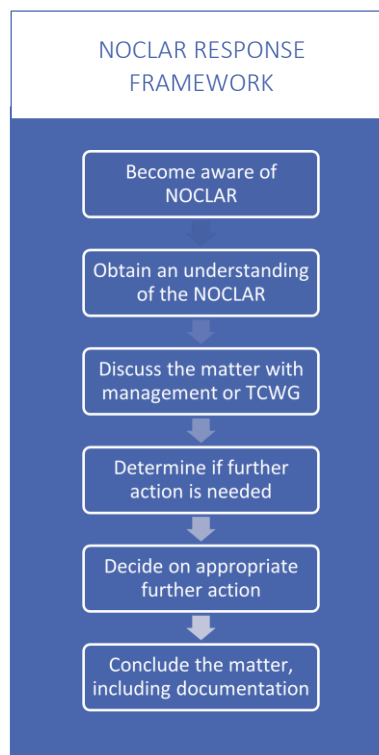 NOCLAR RESPONSE
FRAMEWORK
Become aware of
NOCLAR
Obtain an understanding
of the NOCLAR
Discuss the matter with
management or TCWG
Determine if further
action is needed
Decide on appropriate
further action
Conclude the matter,
including documentation